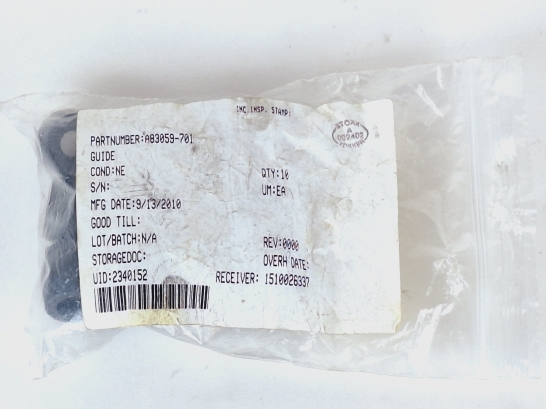 INC.INSP. STAMP:
PARTNUMBER:A83059-701
GUIDE
COND:NE
QTY:10
S/N:
UM:EA
MFG DATE:9/13/2010
GOOD TILL:
LOT/BATCH:N/A
REV:0000
STORAGEDOC:
OVERH DATE:
UID:2340152
RECEIVER: 1510026337
A
002402